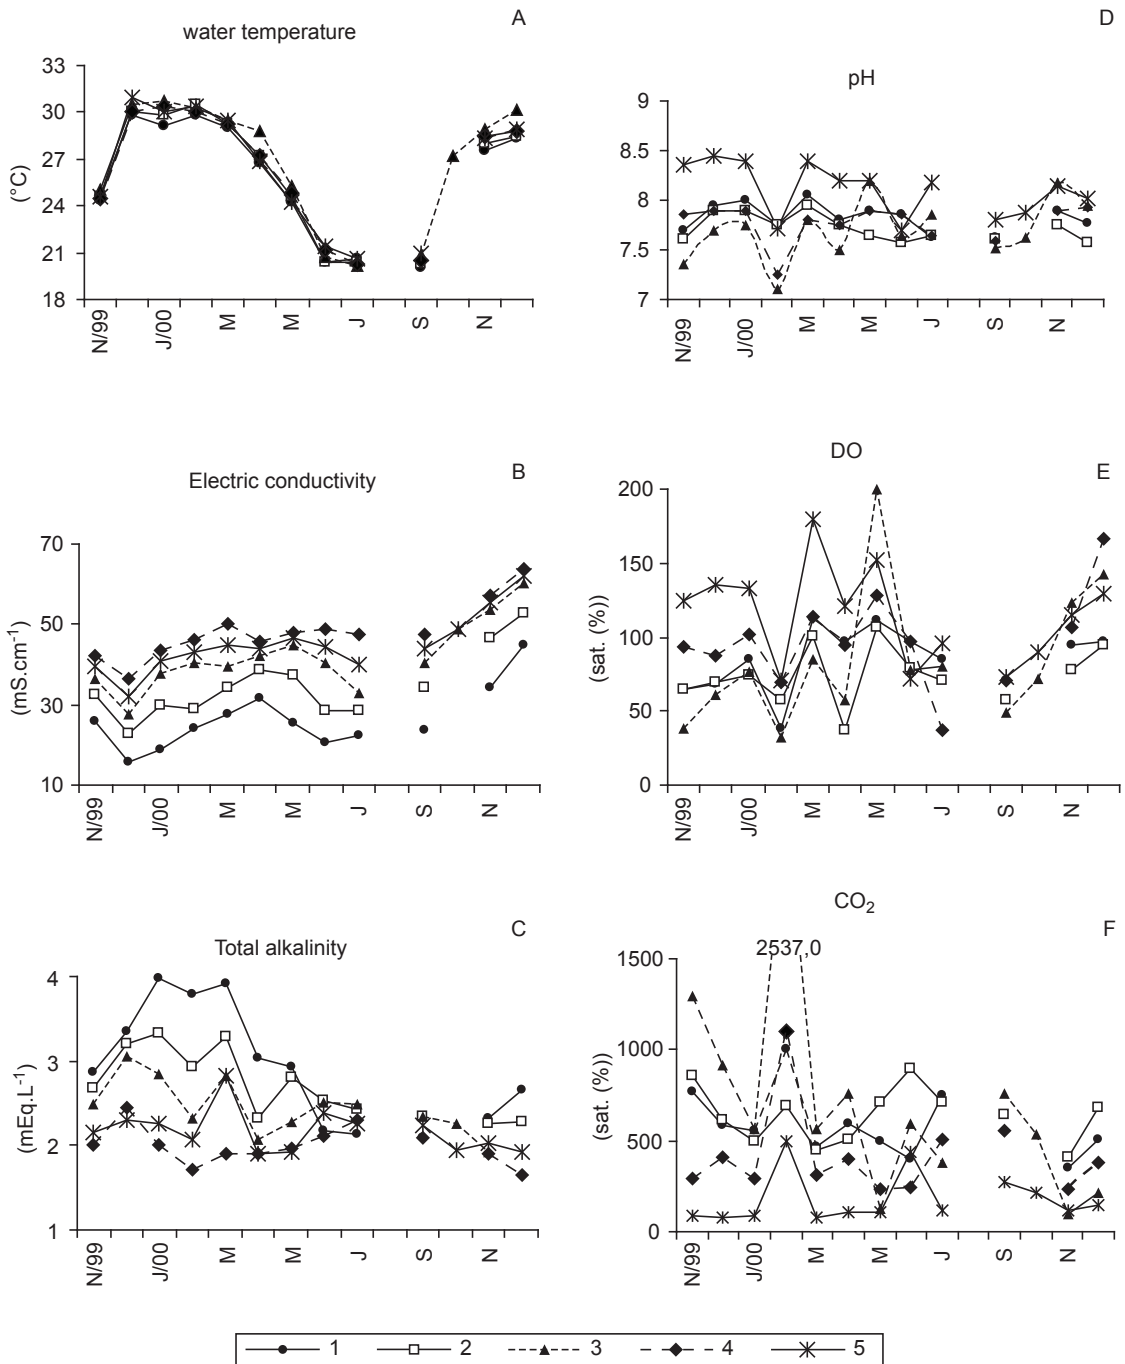 A
water temperature
33
30
27
24
21
18
(°C)
N/99
J/00
M
M
J
S
N
D
pH
9
8.5
8
7.5
7
N/99
J/00
M
M
J
S
N
B
Electric conductivity
70
50
30
10
(mS.cm-1)
N/99
J/00
M
M
J
S
N
E
DO
200
150
100
50
0
(sat. (%))
N/99
J/00
M
M
J
S
N
C
Total alkalinity
4
3
2
1
(mEq.L-1)
N/99
J/00
M
M
J
S
N
F
CO2
2537,0
1500
1000
500
0
(sat. (%))
N/99
J/00
M
M
J
S
N
1 2 3 4 5